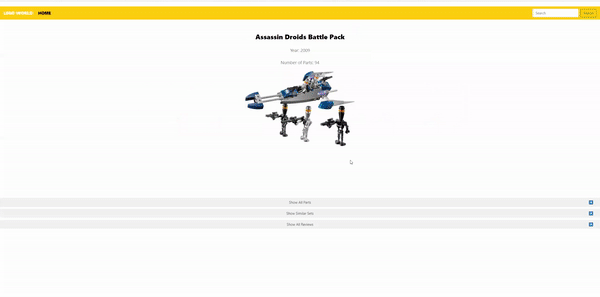 LEGO WORLD HOME
Search
Assassin Droids Battle Pack
Year: 2009
Number of Parts: 94
Show All Parts
Show Similar Sets
Show All Reviews